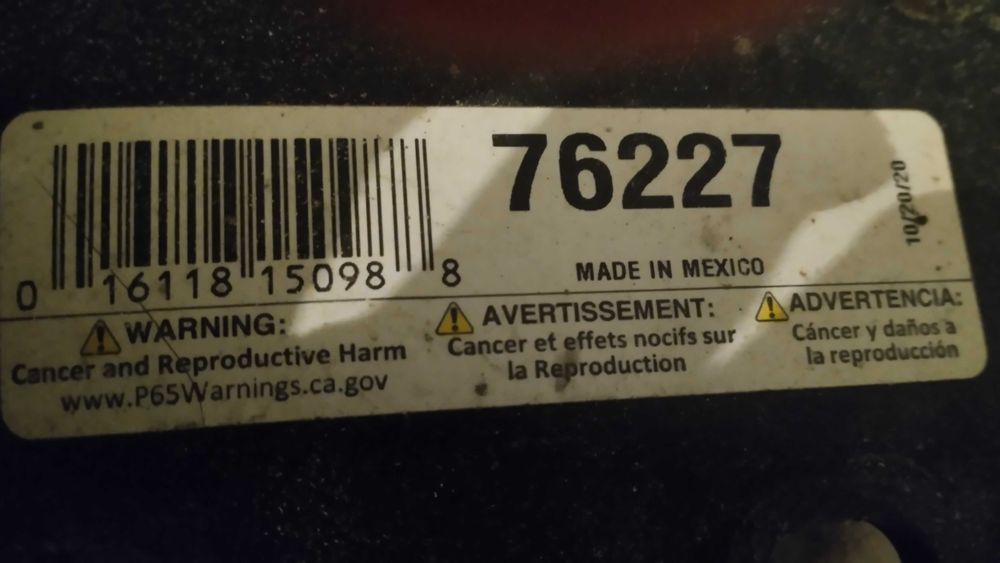 76227
10/20/20
0 16118 15098 8
MADE IN MEXICO
WARNING:
Cancer and Reproductive Harm
www.P65Warnings.ca.gov
AVERTISSEMENT:
Cancer et effets nocifs sur
la Reproduction
ADVERTENCIA:
Cáncer y daños a
la reproducción